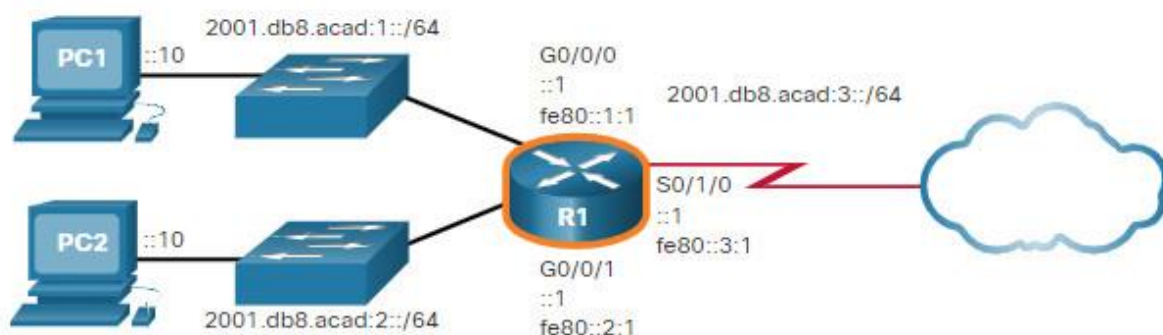 2001.db8.acad:1::/64
PC1
::10
G0/0/0
::1
fe80::1:1
2001.db8.acad:3::/64
R1
S0/1/0
::1
fe80::3:1
PC2
::10
G0/0/1
::1
fe80::2:1
2001.db8.acad:2::/64